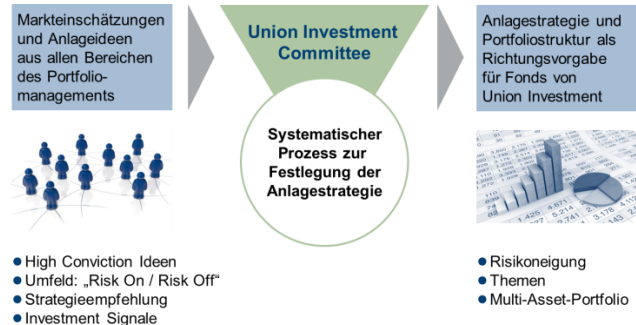 Markteinschätzungen
und Anlageideen
aus allen Bereichen
des Portfolio-
managements
Union Investment
Committee
Systematischer
Prozess zur
Festlegung der
Anlagestrategie
Anlagestrategie und
Portfoliostruktur als
Richtungsvorgabe
für Fonds von
Union Investment
● High Conviction Ideen
● Umfeld: „Risk On / Risk Off“
● Strategieempfehlung
● Investment Signale
● Risikoneigung
● Themen
● Multi-Asset-Portfolio